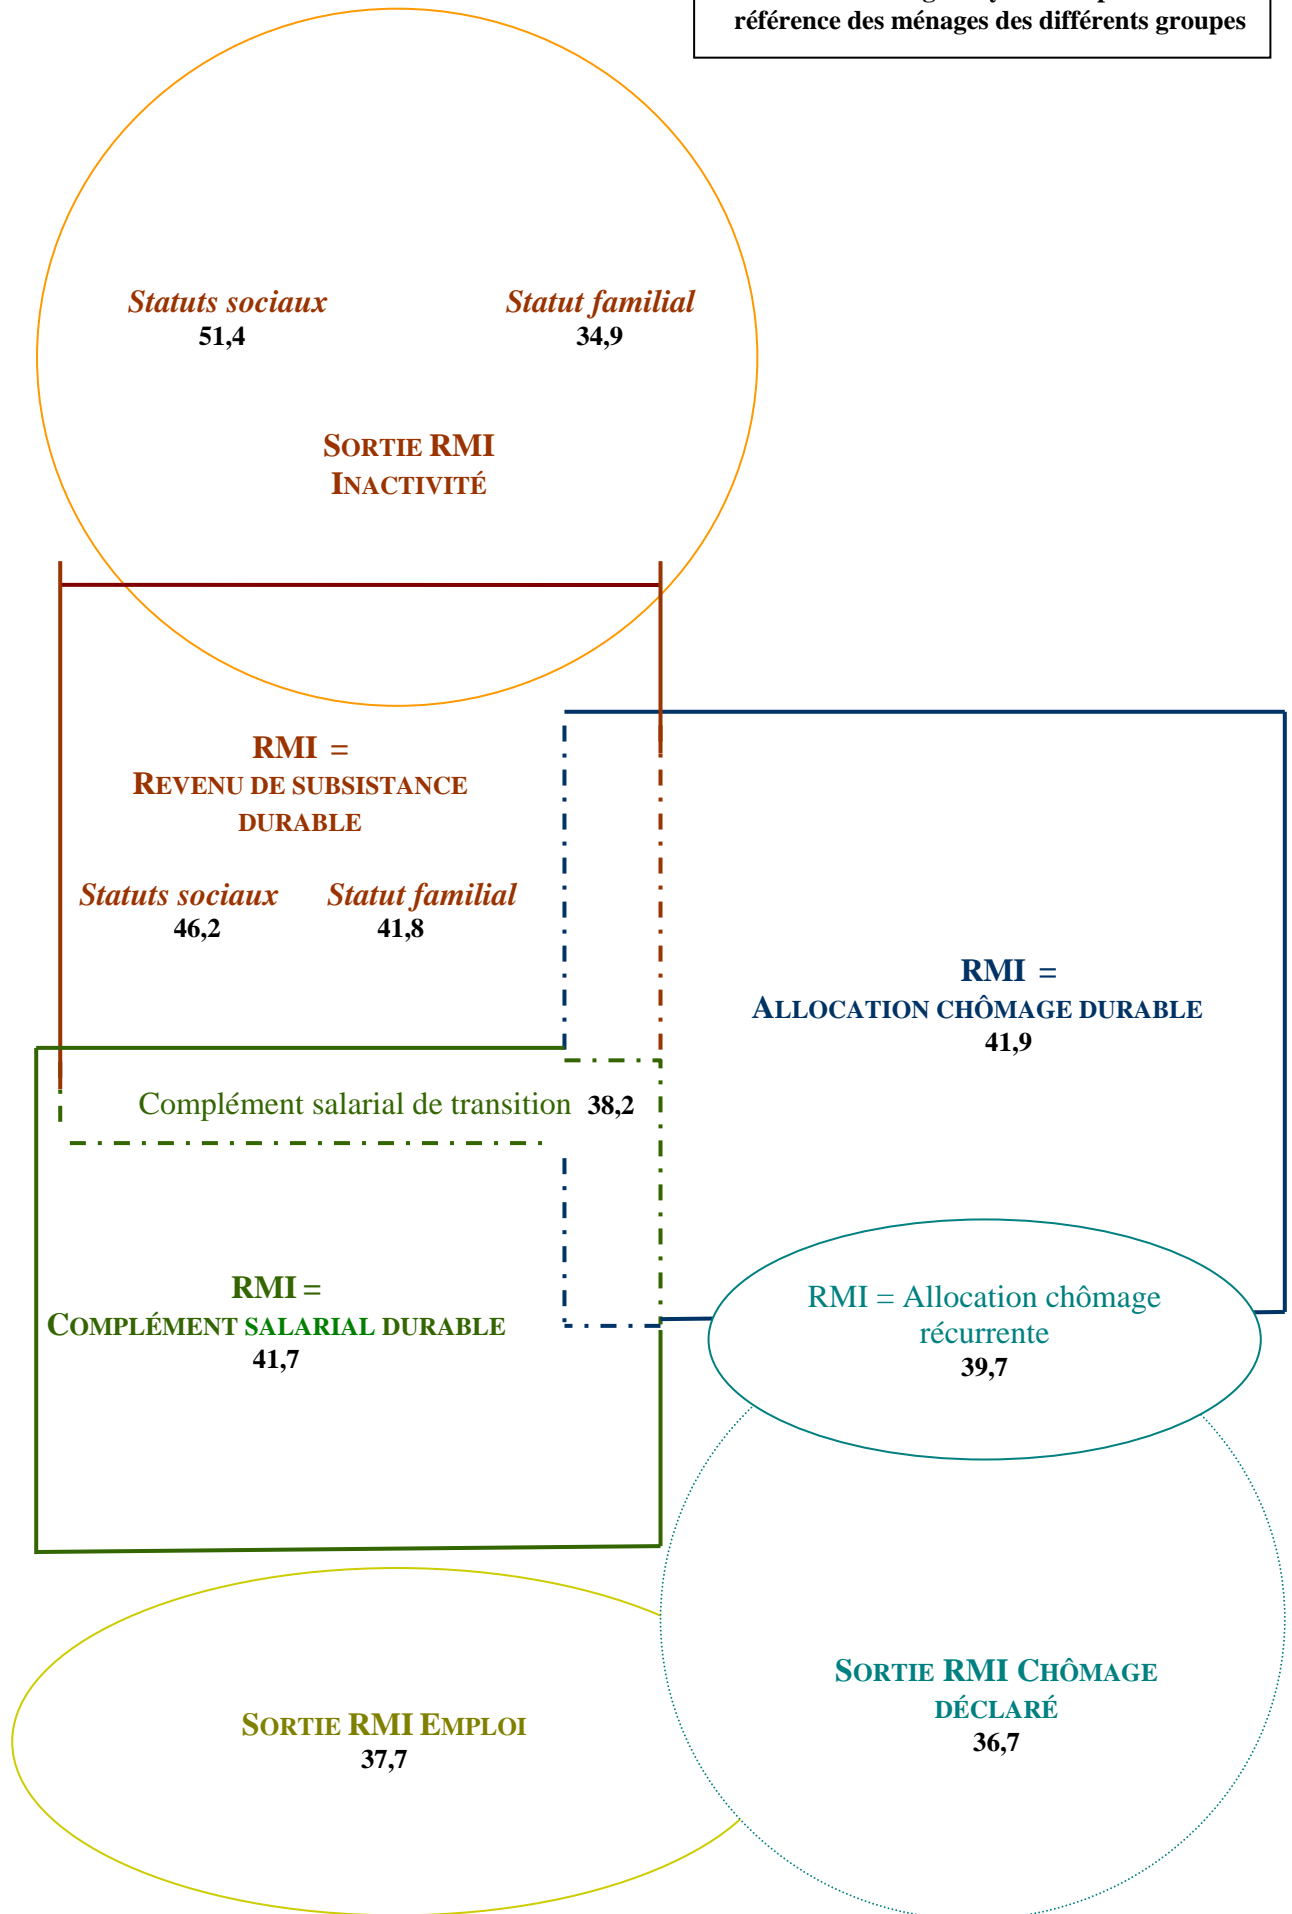 référence des ménages des différents groupes
Statuts sociaux
51,4
Statut familial
34,9
SORTIE RMI
INACTIVITÉ
RMI =
REVENU DE SUBSISTANCE
DURABLE
Statuts sociaux
46,2
Statut familial
41,8
RMI =
ALLOCATION CHÔMAGE DURABLE
41,9
Complément salarial de transition 38,2
RMI =
COMPLÉMENT SALARIAL DURABLE
41,7
RMI = Allocation chômage
récurrente
39,7
SORTIE RMI CHÔMAGE
DÉCLARÉ
36,7
SORTIE RMI EMPLOI
37,7